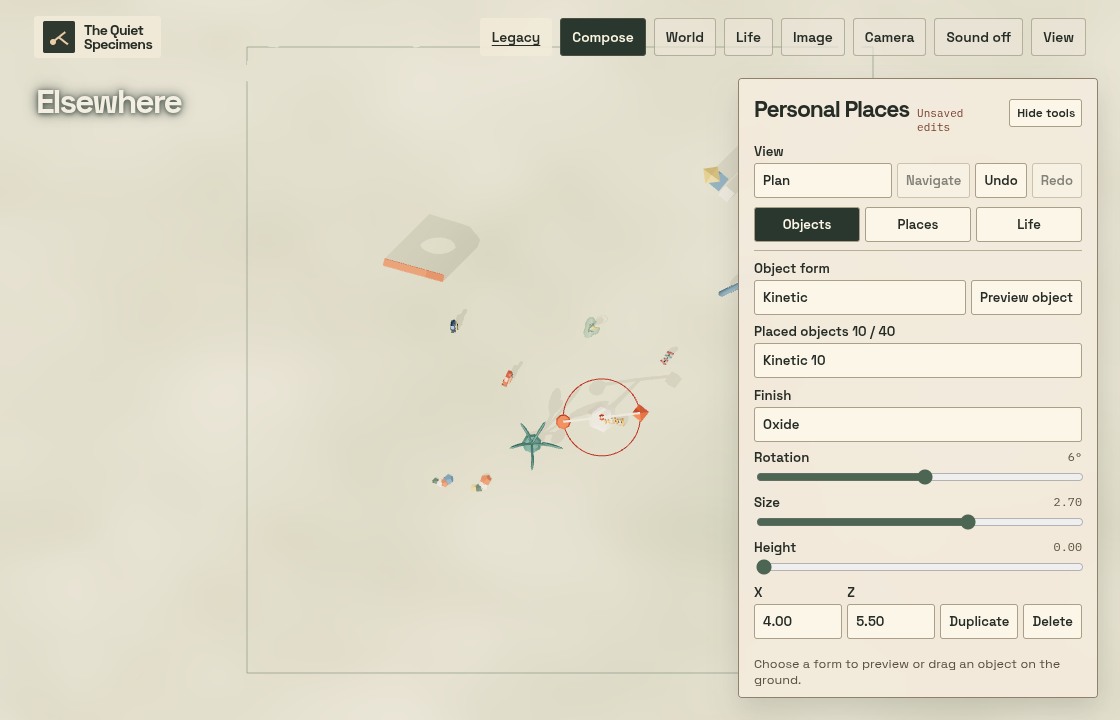 The Quiet
Specimens
Legacy
Compose
World
Life
Image
Camera
Sound off
View
Elsewhere
Personal Places
Unsaved
edits
Hide tools
View
Plan
Navigate
Undo
Redo
Objects
Places
Life
Object form
Kinetic
Preview object
Placed objects 10 / 40
Kinetic 10
Finish
Oxide
Rotation
6°
Size
2.70
Height
0.00
X
Z
4.00
5.50
Duplicate
Delete
Choose a form to preview or drag an object on the
ground.